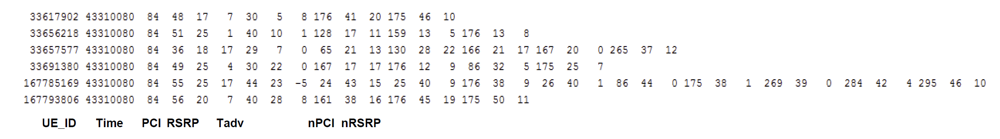 33617902 43310080 84 48 17 7 30 5 8 176 41 20 175 46 10
33656218 43310080 84 51 25 1 40 10 1 128 17 11 159 13 5 176 13 8
33657577 43310080 84 36 18 17 29 7 0 65 21 13 130 28 22 166 21 17 167 20 0 265 37 12
33691380 43310080 84 49 25 4 30 22 0 167 17 17 176 12 9 86 32 5 175 25 7
167785169 43310080 84 55 25 17 44 23 -5 24 43 15 25 40 9 176 38 9 26 40 1 86 44 0 175 38 1 269 39 0 284 42 4 295 46 10
167793806 43310080 84 56 20 7 40 28 8 161 38 16 176 45 19 175 50 11
UE_ID Time PCI RSRP Tadv nPCI nRSRP